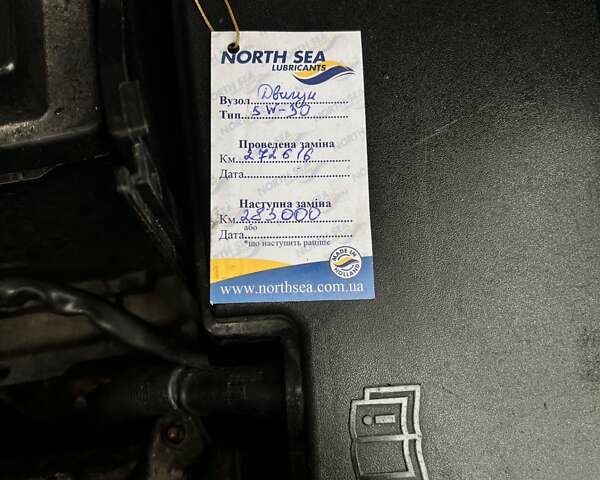 NORTH SEA
LUBRICANTS
Вузол Двигун
Тип 5W-30
Проведена заміна
Км. 272616
Дата
Наступна заміна
Км. 283000
або
Дата
*що наступить раніше
MADE IN HOLLAND
www.northsea.com.ua